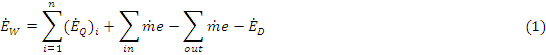 Ė_W = ∑_{i=1}^{n} (Ė_Q)_i + ∑_{in} ṁe − ∑_{out} ṁe − Ė_D (1)